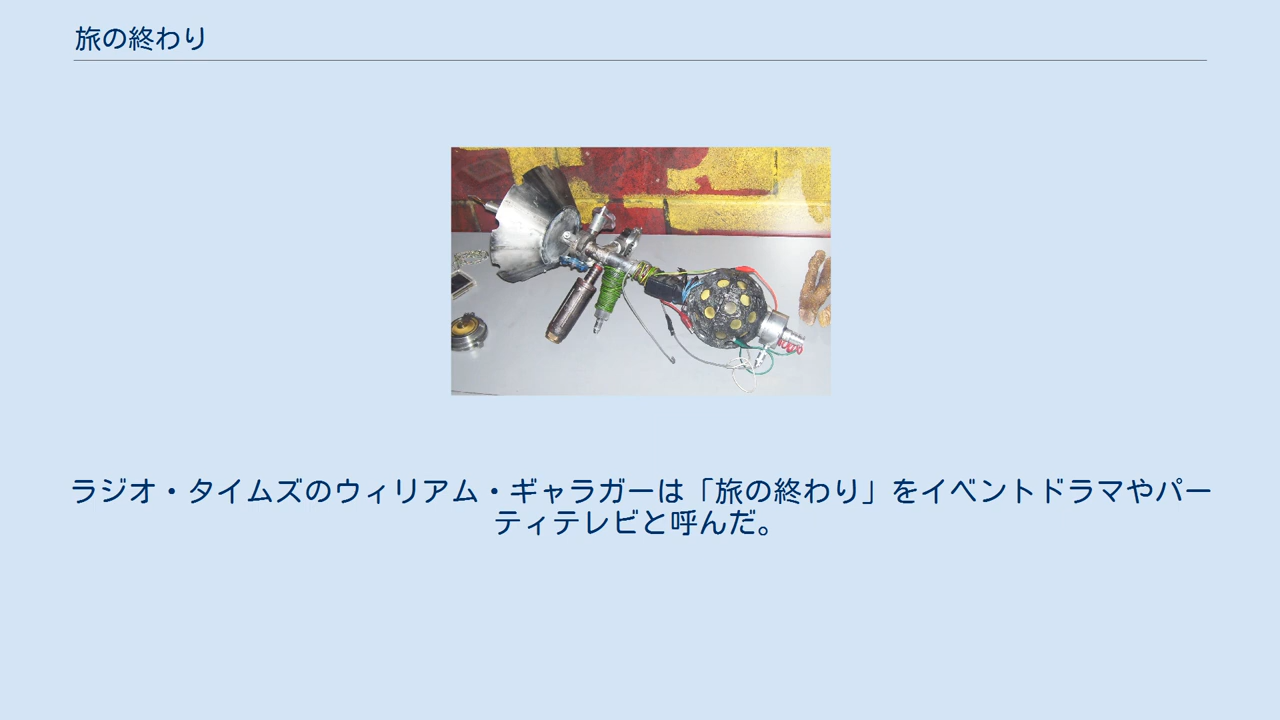 旅の終わり
ラジオ・タイムズのウィリアム・ギャラガーは「旅の終わり」をイベントドラマやパー
ティテレビと呼んだ。